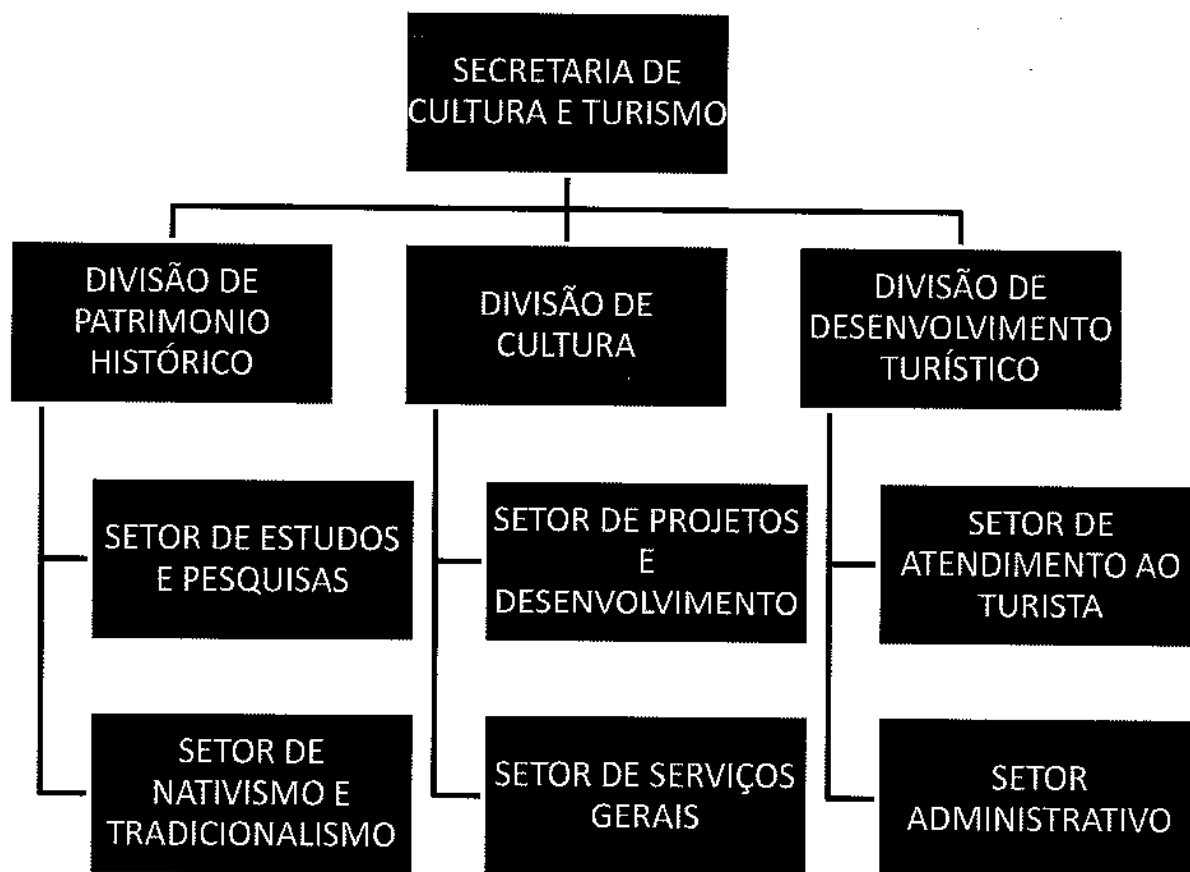 SECRETARIA DE
CULTURA E TURISMO
DIVISÃO DE
PATRIMONIO
HISTÓRICO
DIVISÃO DE
CULTURA
DIVISÃO DE
DESENVOLVIMENTO
TURÍSTICO
SETOR DE ESTUDOS
E PESQUISAS
SETOR DE PROJETOS
E
DESENVOLVIMENTO
SETOR DE
ATENDIMENTO AO
TURISTA
SETOR DE
NATIVISMO E
TRADICIONALISMO
SETOR DE SERVIÇOS
GERAIS
SETOR
ADMINISTRATIVO